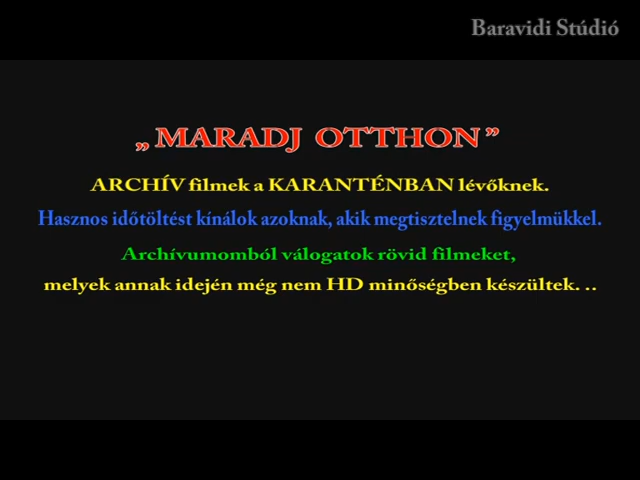 Baravidi Stúdió
„ MARADJ OTTHON ”
ARCHÍV filmek a KARANTÉNBAN lévőknek.
Hasznos időtöltést kínálok azoknak, akik megtisztelnek figyelmükkel.
Archívumomból válogatok rövid filmeket,
melyek annak idején még nem HD minőségben készültek. ..